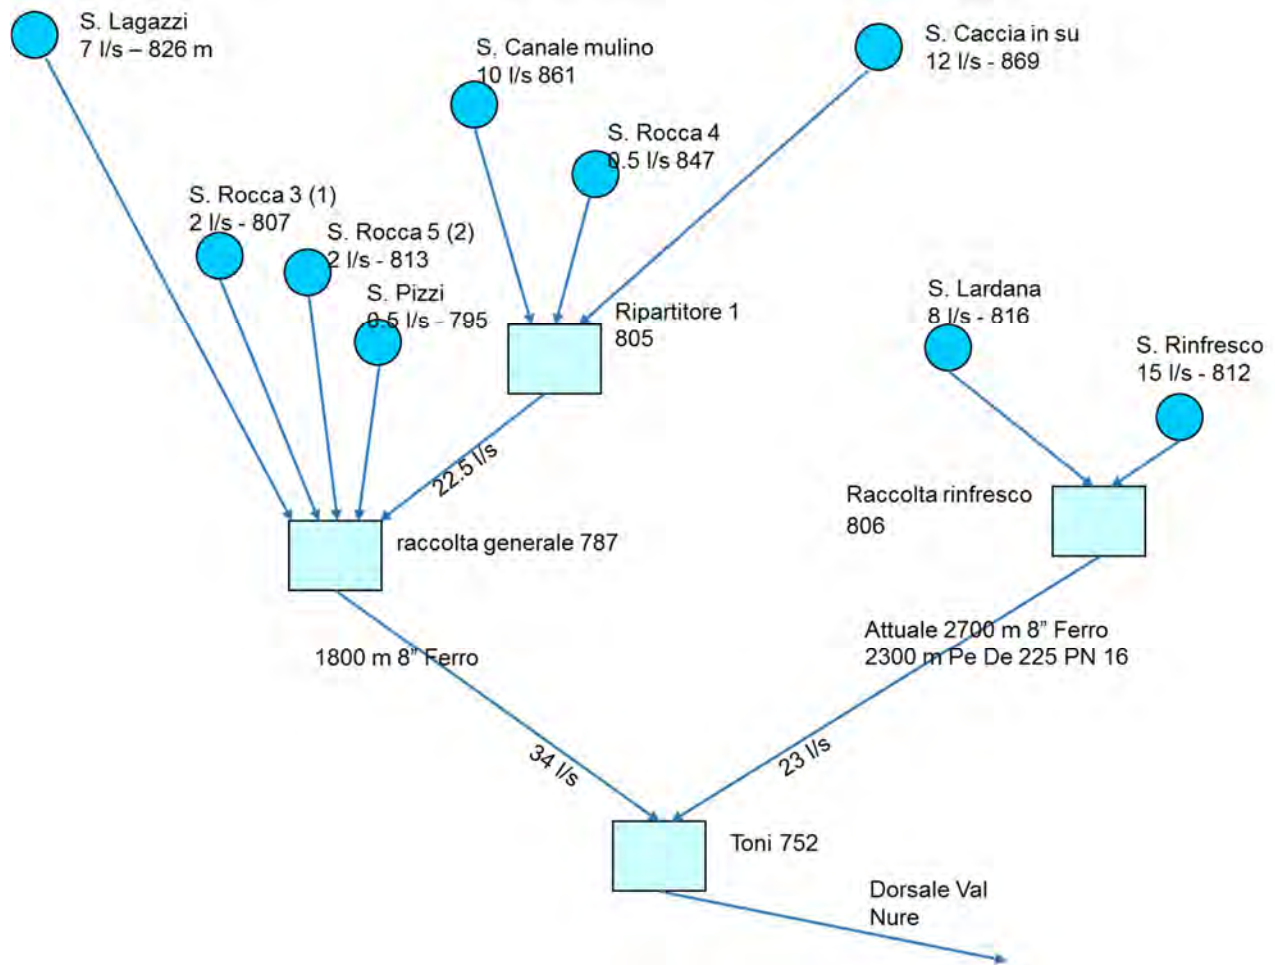 S. Lagazzi
7 l/s – 826 m
S. Canale mulino
10 l/s 861
S. Caccia in su
12 l/s - 869
S. Rocca 4
0.5 l/s 847
S. Rocca 3 (1)
2 l/s - 807
S. Rocca 5 (2)
2 l/s - 813
S. Pizzi
0.5 l/s - 795
Ripartitore 1
805
S. Lardana
8 l/s - 816
S. Rinfresco
15 l/s - 812
22.5 l/s
raccolta generale 787
Raccolta rinfresco
806
1800 m 8” Ferro
Attuale 2700 m 8” Ferro
2300 m Pe De 225 PN 16
34 l/s
23 l/s
Toni 752
Dorsale Val
Nure